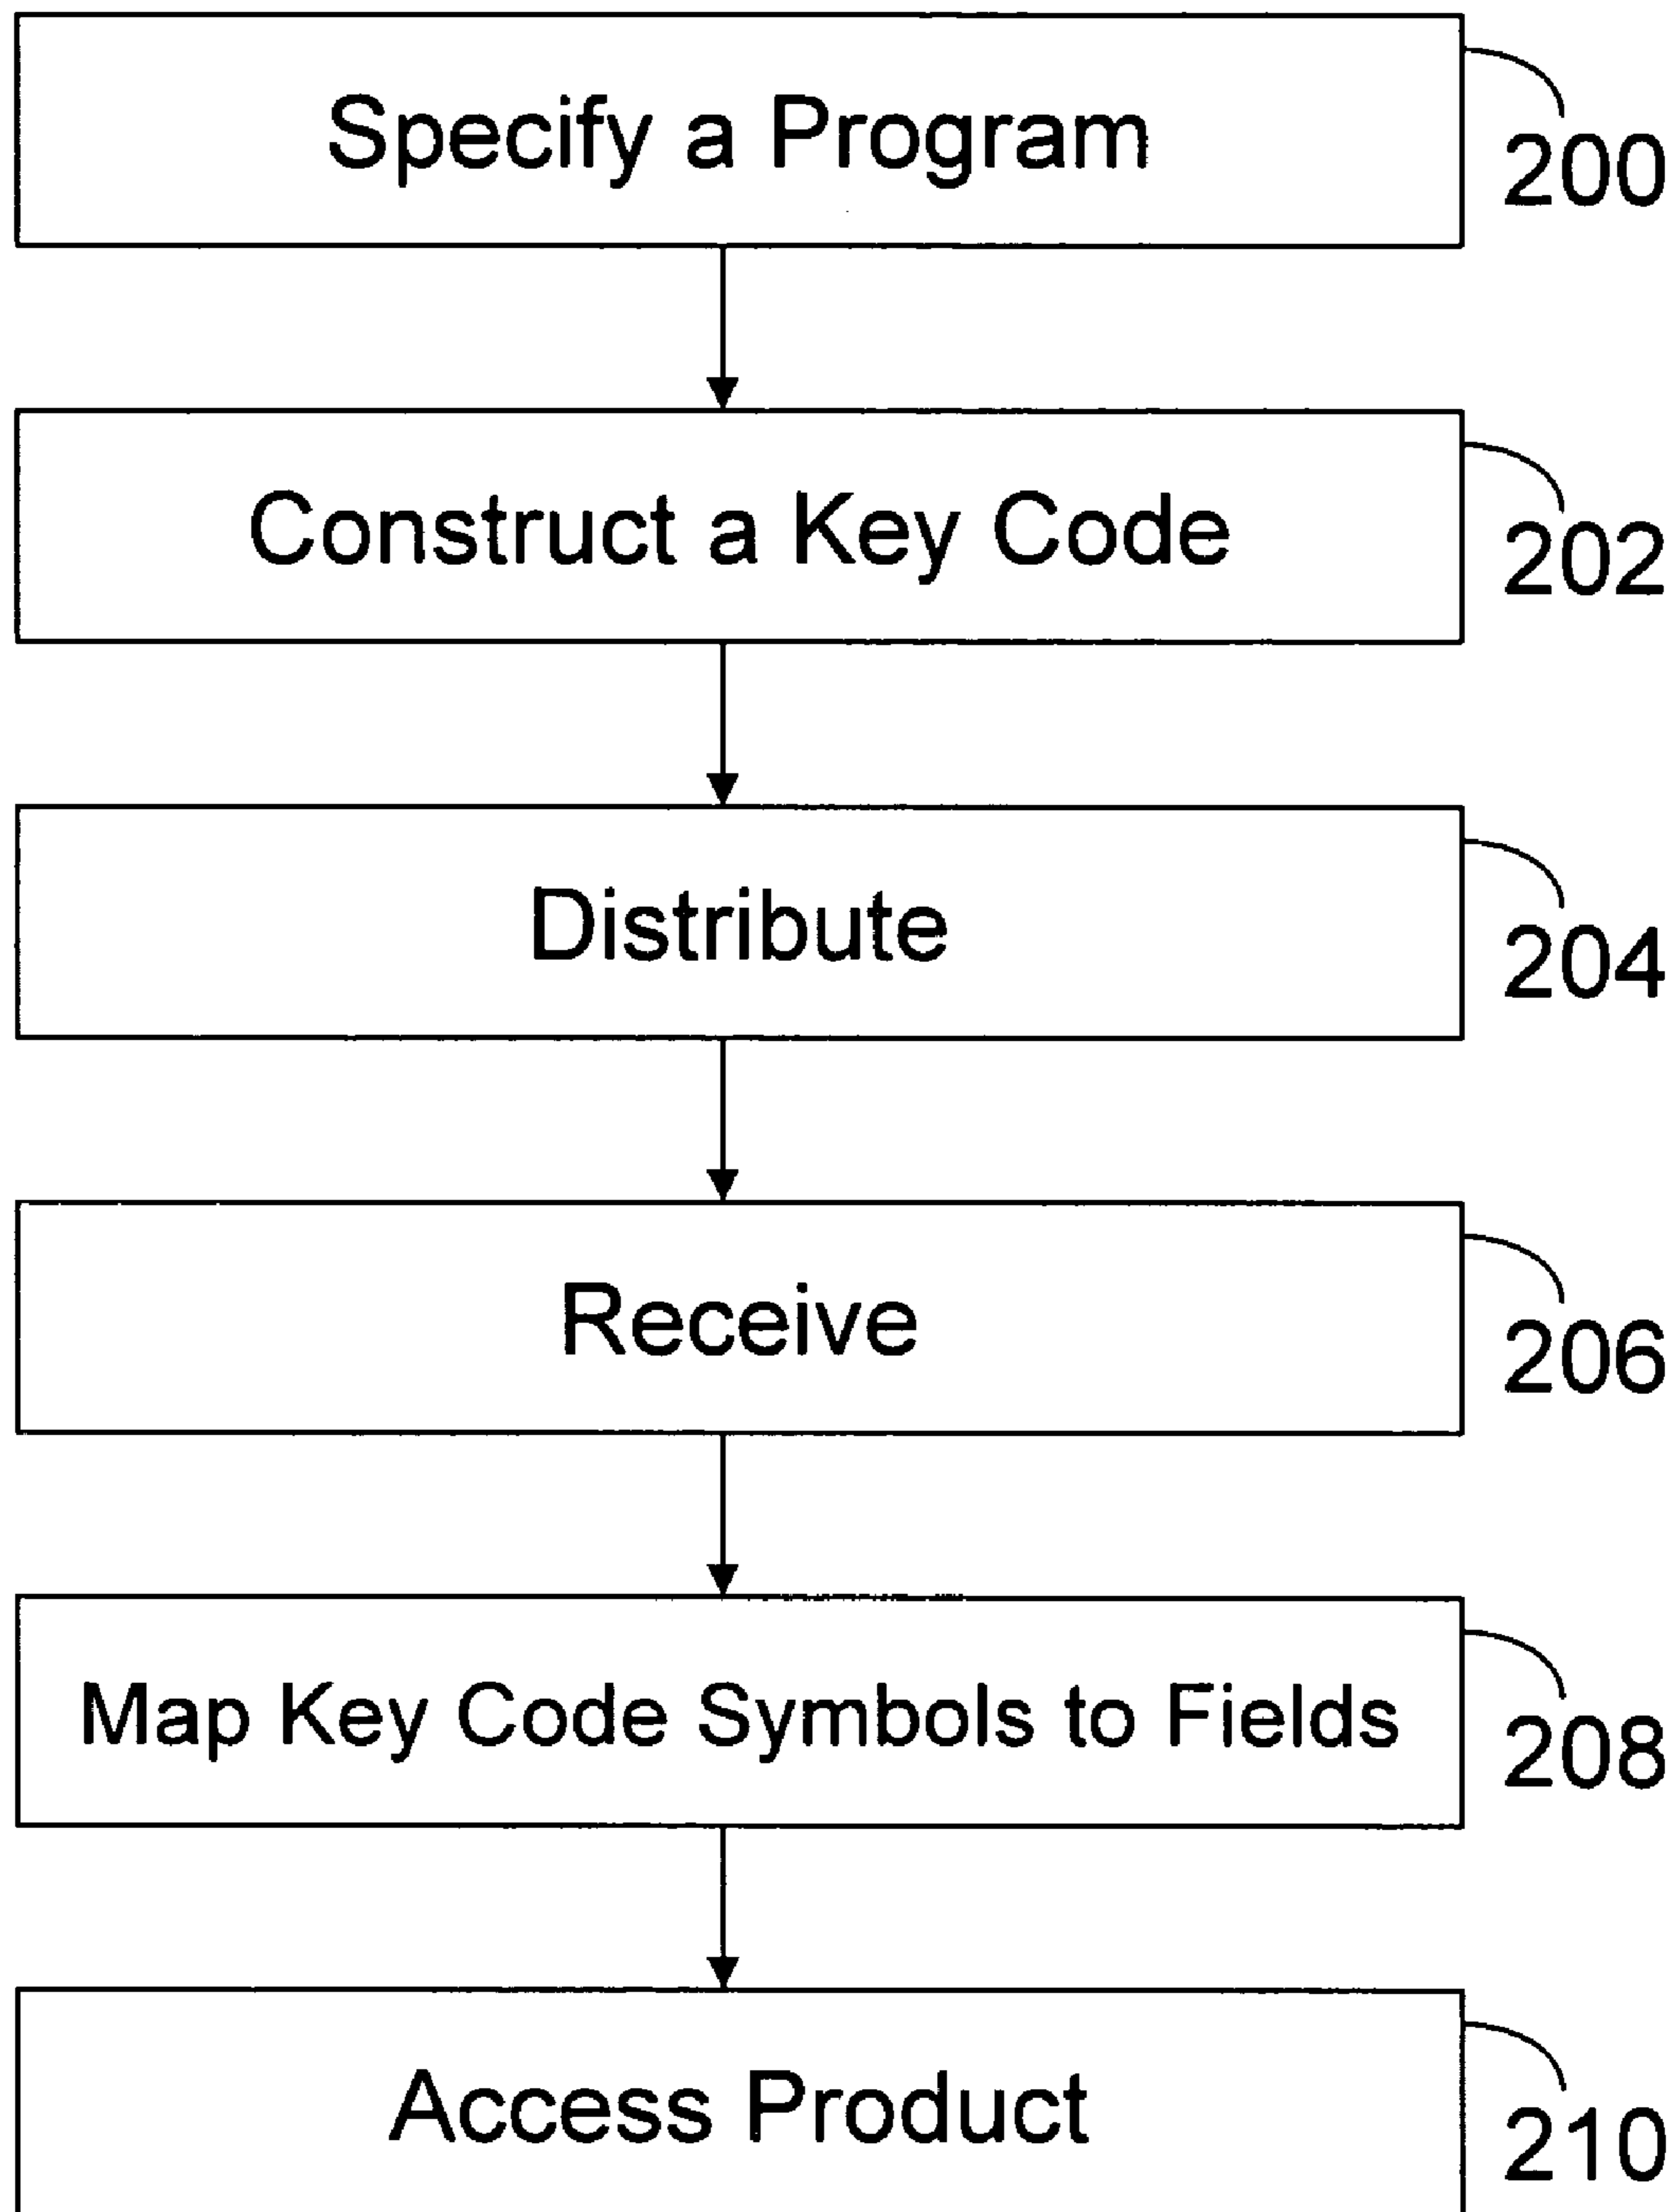 Specify a Program
200
Construct a Key Code
202
Distribute
204
Receive
206
Map Key Code Symbols to Fields
208
Access Product
210